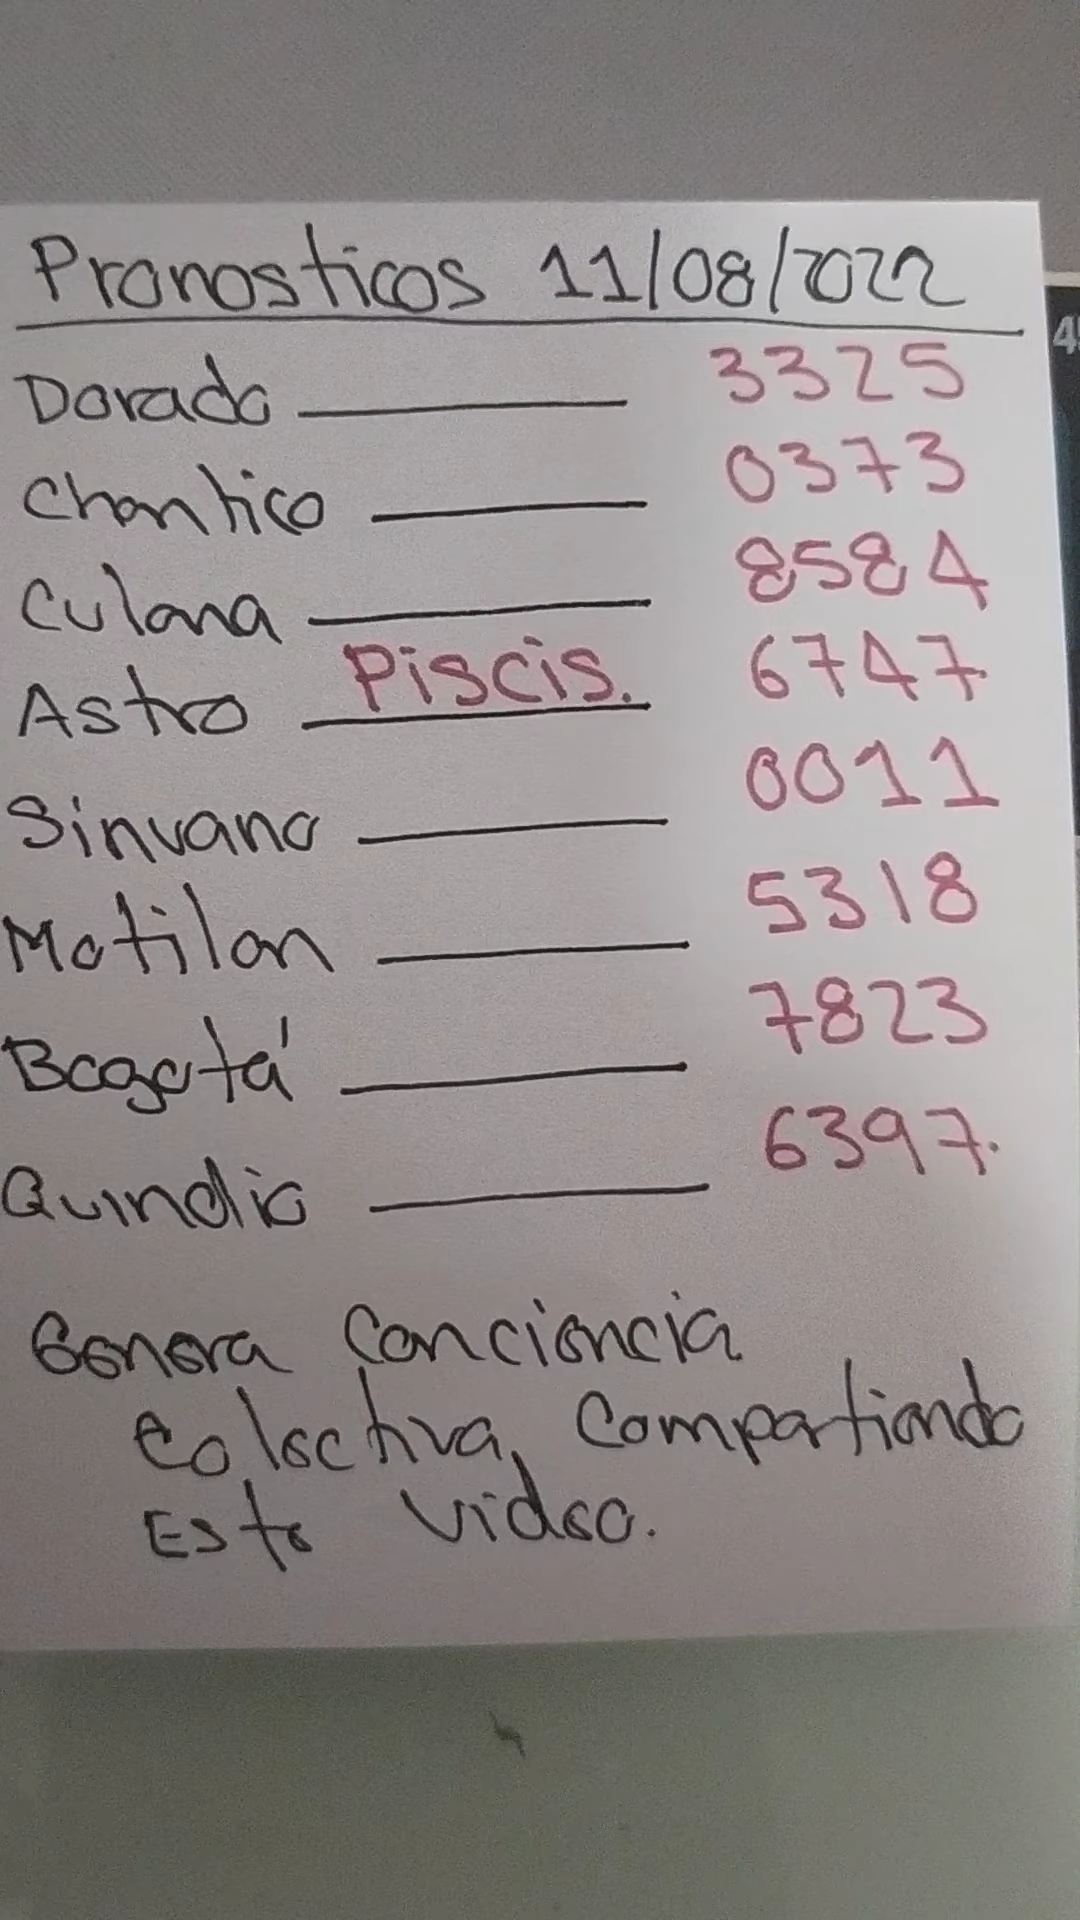 Pronosticos 11/08/2022
Dorado 3325
Chontico 0373
Culona 8584
Astro Piscis. 6747.
Sinuano 0011
Motilon 5318
Bogotá 7823
Quindio 6397.
Genera Conciencia
Colectiva, Compartiendo
Este video.